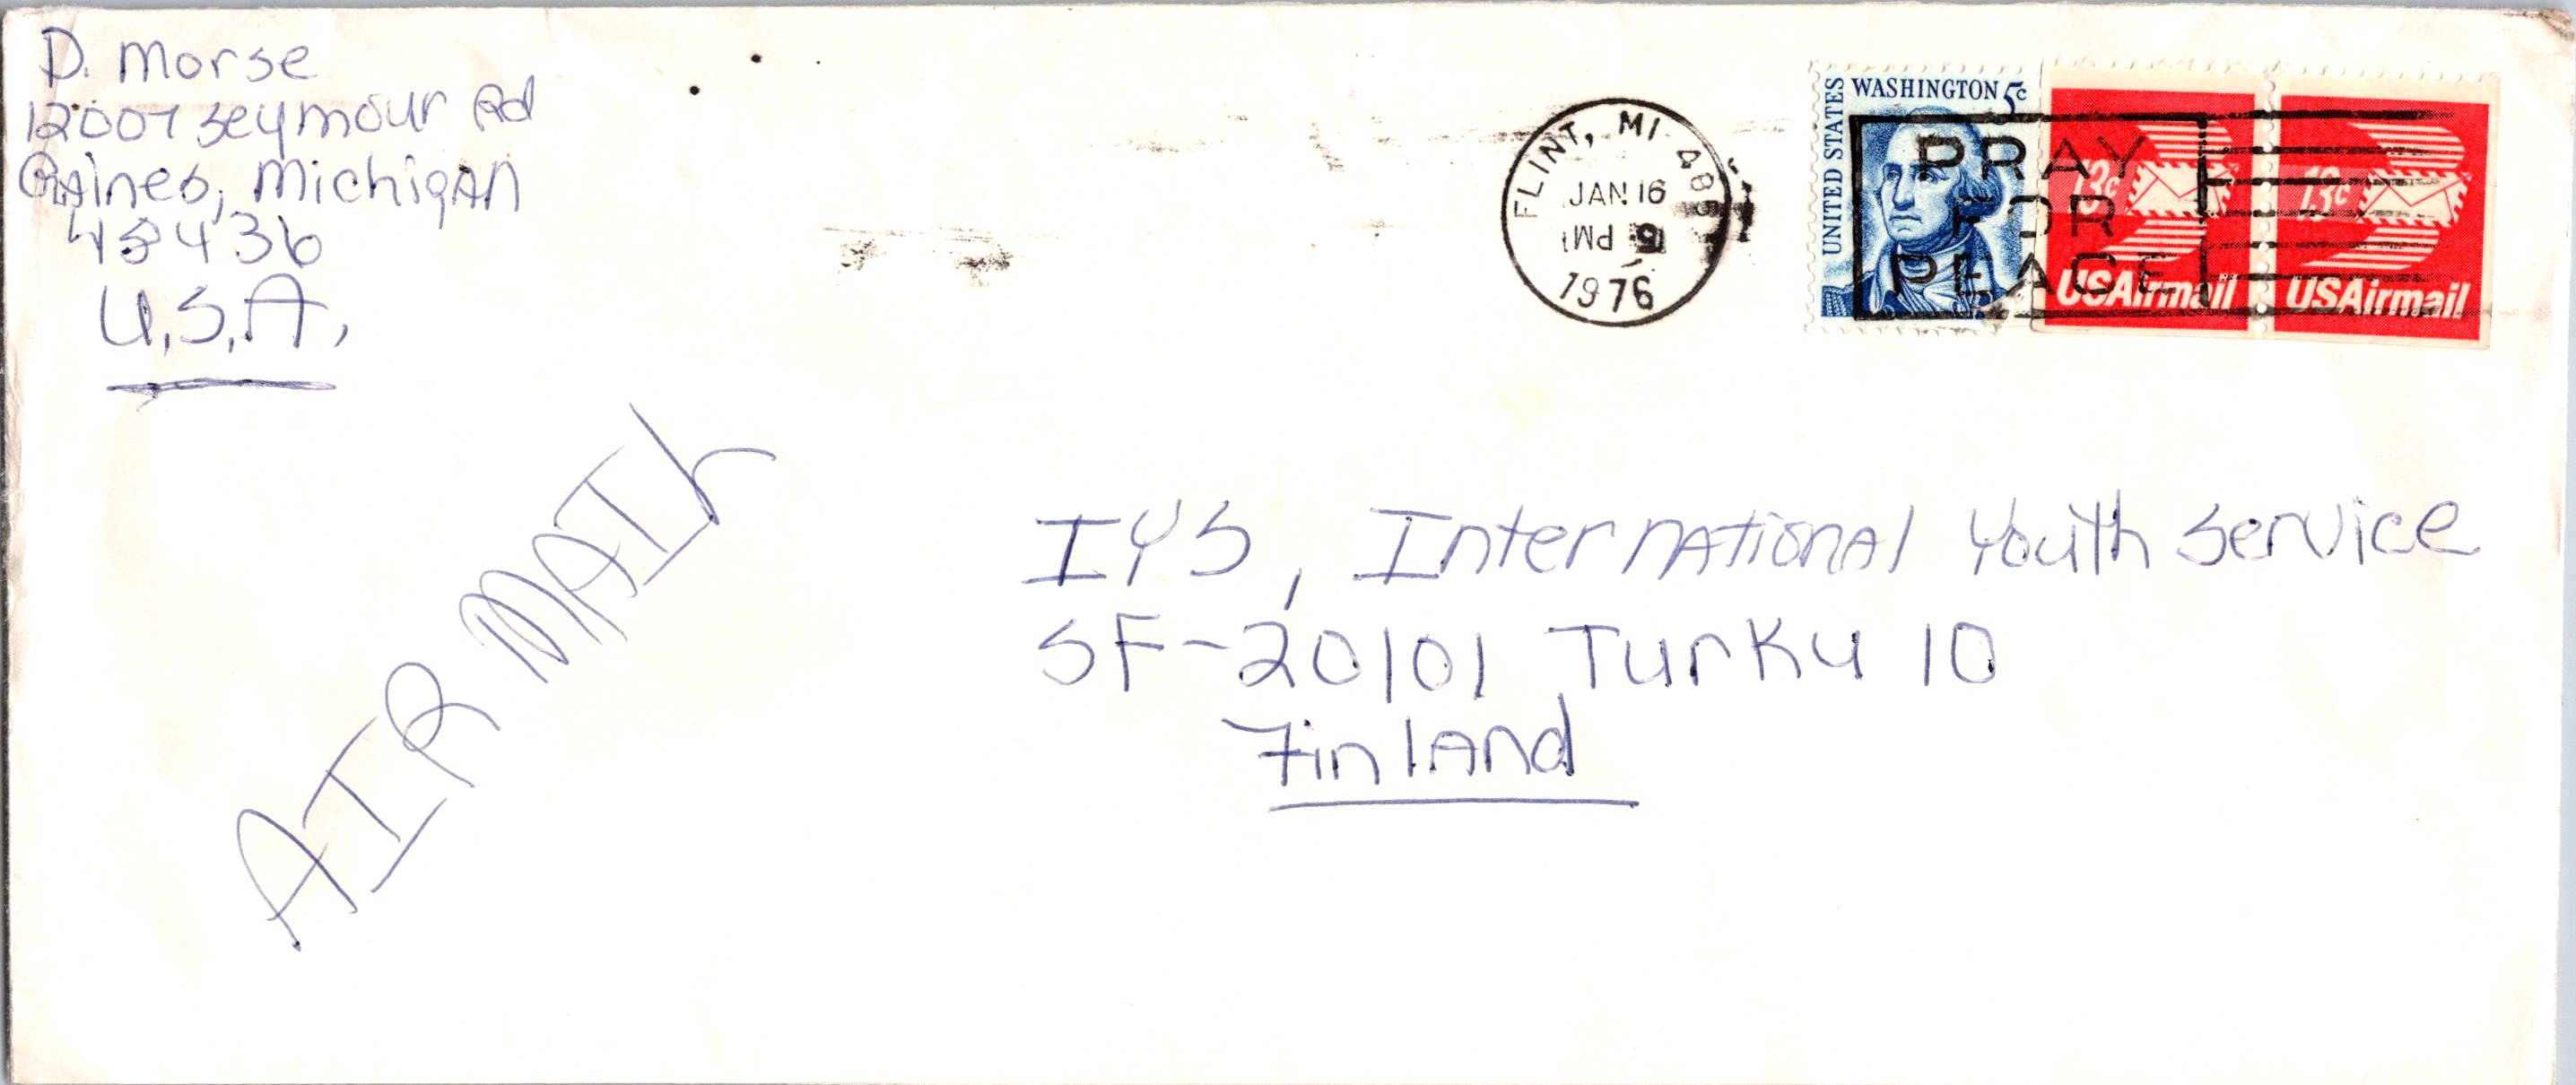 D. Morse
12007 Seymour Rd
Gaines, Michigan
48436
U.S.A.
FLINT, MI 485
JAN 16
PM
1976
UNITED STATES
WASHINGTON 5c
PRAY
FOR
PEACE
13c
USAirmail
13c
USAirmail
AIR MAIL
IYS, International Youth Service
SF-20101 Turku 10
Finland